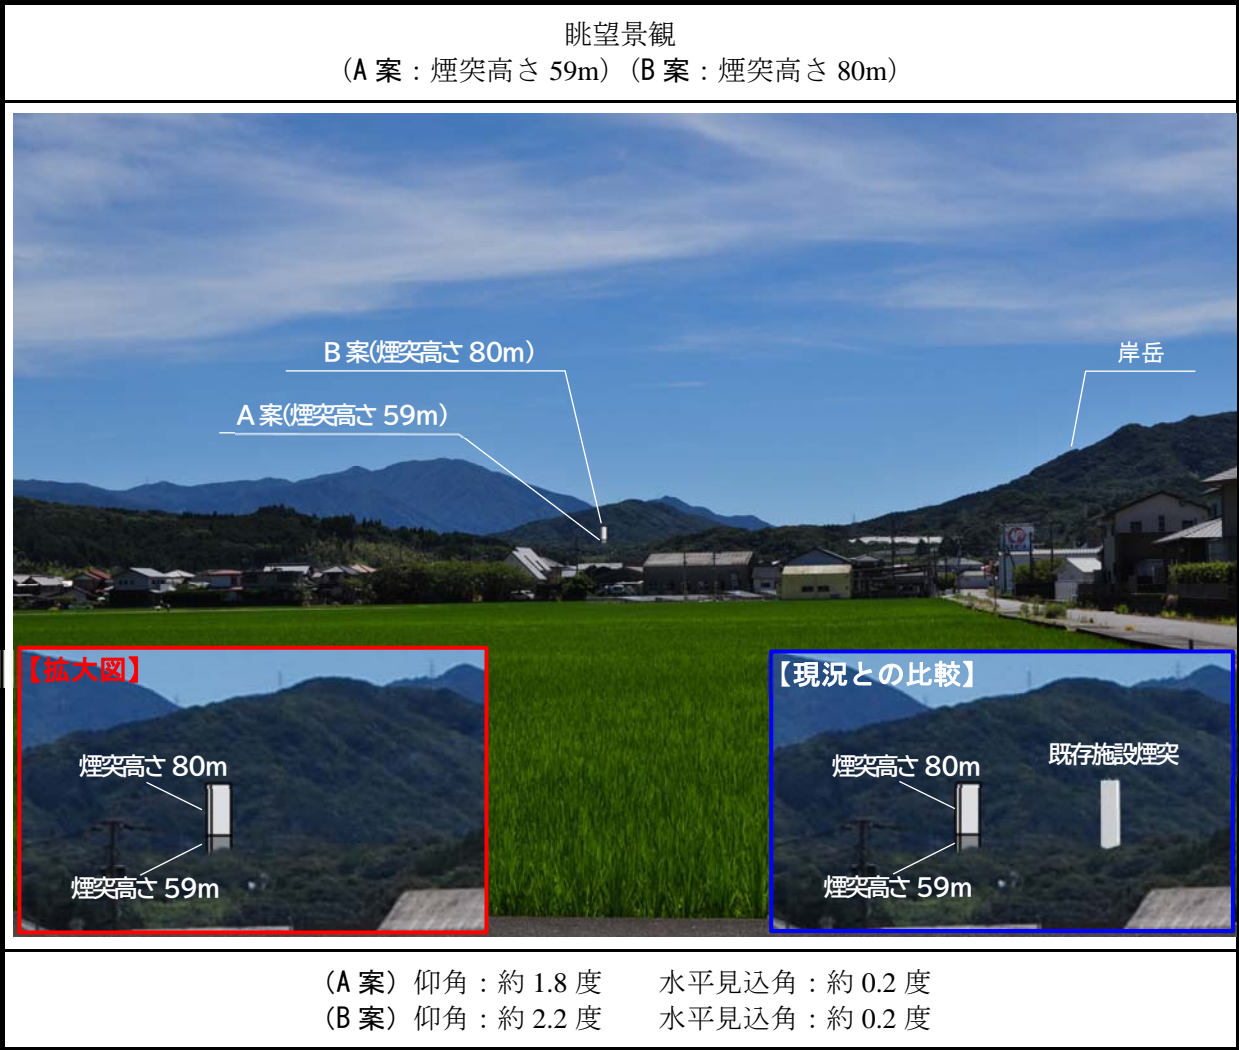 眺望景観
（A 案：煙突高さ 59m）（B 案：煙突高さ 80m）
B 案(煙突高さ 80m）
岸岳
A 案(煙突高さ 59m）
【拡大図】
煙突高さ 80m
煙突高さ 59m
【現況との比較】
煙突高さ 80m
既存施設煙突
煙突高さ 59m
（A 案）仰角：約 1.8 度　水平見込角：約 0.2 度
（B 案）仰角：約 2.2 度　水平見込角：約 0.2 度